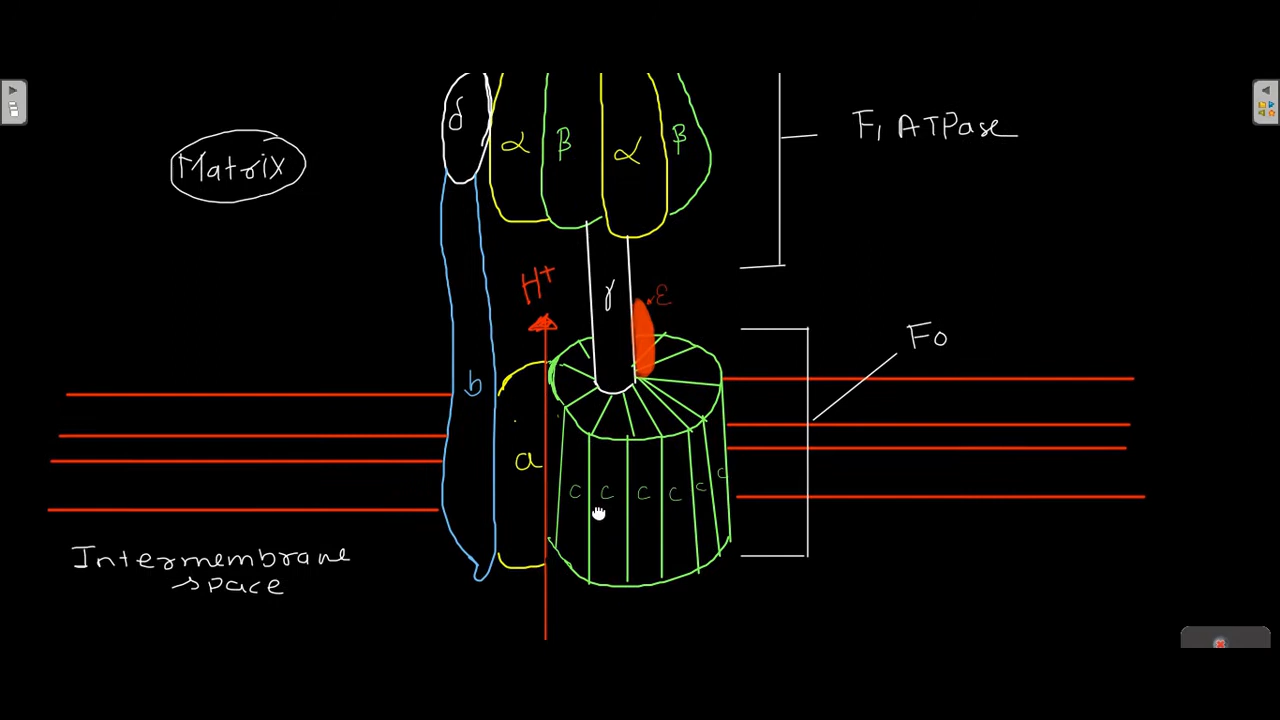 δ
α
β
α
β
F1 ATPase
Matrix
H+
γ
ε
Fo
b
a
c
c
c
c
c
c
Intermembrane
space